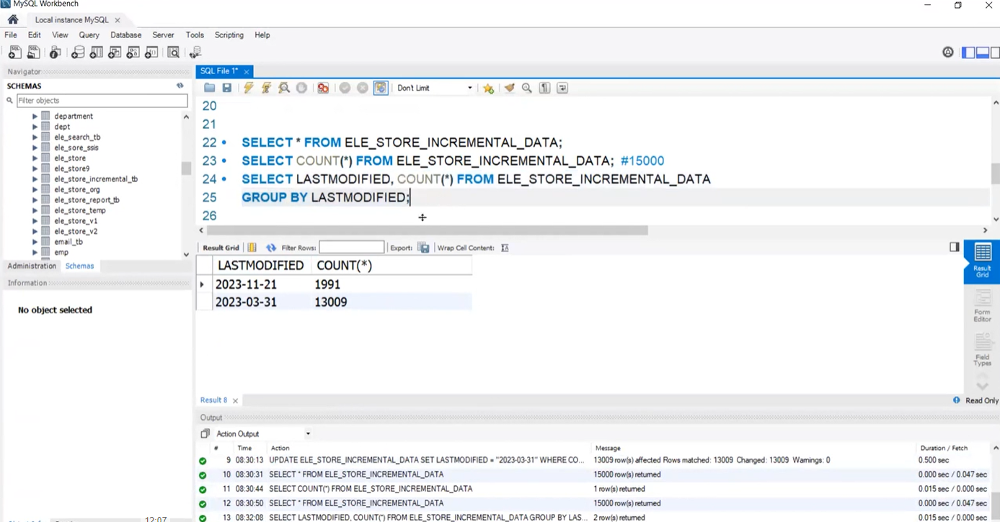 MySQL Workbench
Local instance MySQL
File Edit View Query Database Server Tools Scripting Help
Navigator
SCHEMAS
Filter objects
department
dept
ele_search_tb
ele_sore_ssis
ele_store
ele_store9
ele_store_incremental_tb
ele_store_org
ele_store_report_tb
ele_store_temp
ele_store_v1
ele_store_v2
email_tb
emp
Administration Schemas
Information
No object selected
SQL File 1*
Don't Limit
20
21
22 SELECT * FROM ELE_STORE_INCREMENTAL_DATA;
23 SELECT COUNT(*) FROM ELE_STORE_INCREMENTAL_DATA; #15000
24 SELECT LASTMODIFIED, COUNT(*) FROM ELE_STORE_INCREMENTAL_DATA
25 GROUP BY LASTMODIFIED;
26
Result Grid Filter Rows: Export: Wrap Cell Content:
LASTMODIFIED COUNT(*)
2023-11-21 1991
2023-03-31 13009
Result Grid
Form Editor
Field Types
Result 8
Read Only
Output
Action Output
# Time Action Message Duration / Fetch
9 08:30:13 UPDATE ELE_STORE_INCREMENTAL_DATA SET LASTMODIFIED = "2023-03-31" WHERE CO... 13009 row(s) affected Rows matched: 13009 Changed: 13009 Warnings: 0 0.500 sec
10 08:30:31 SELECT * FROM ELE_STORE_INCREMENTAL_DATA 15000 row(s) returned 0.000 sec / 0.047 sec
11 08:30:44 SELECT COUNT(*) FROM ELE_STORE_INCREMENTAL_DATA 1 row(s) returned 0.015 sec / 0.000 sec
12 08:30:50 SELECT * FROM ELE_STORE_INCREMENTAL_DATA 15000 row(s) returned 0.000 sec / 0.047 sec
13 08:32:08 SELECT LASTMODIFIED, COUNT(*) FROM ELE_STORE_INCREMENTAL_DATA GROUP BY LAS... 2 row(s) returned 0.015 sec / 0.000 sec
12:07